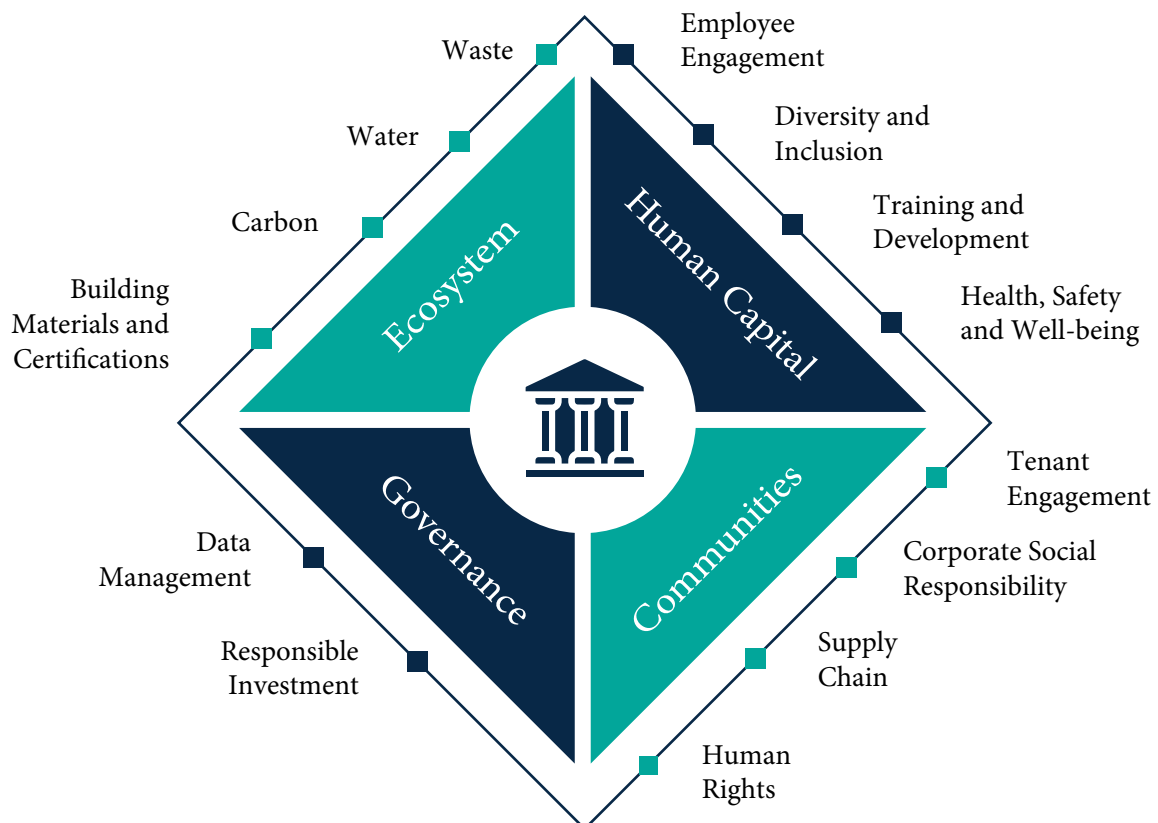 Waste
Water
Carbon
Building
Materials and
Certifications
Employee
Engagement
Diversity and
Inclusion
Training and
Development
Health, Safety
and Well-being
Ecosystem
Human Capital
Governance
Communities
Data
Management
Responsible
Investment
Tenant
Engagement
Corporate Social
Responsibility
Supply
Chain
Human
Rights